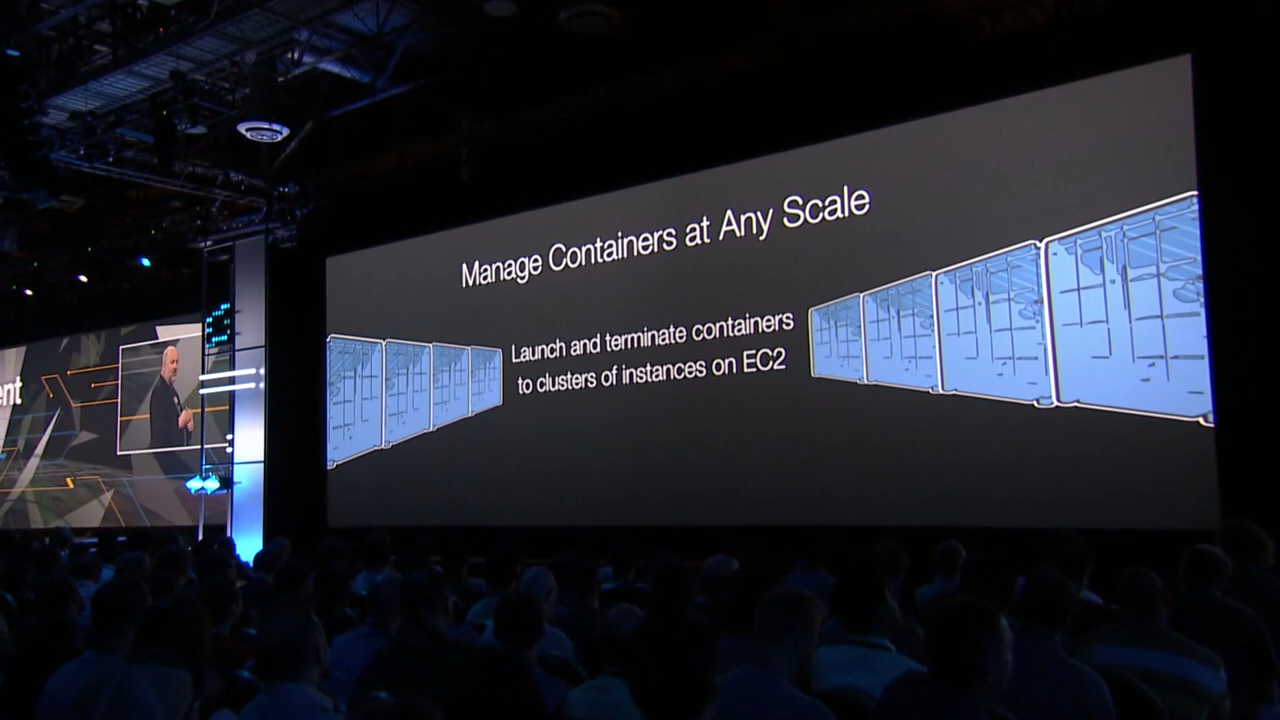 Manage Containers at Any Scale
Launch and terminate containers
to clusters of instances on EC2